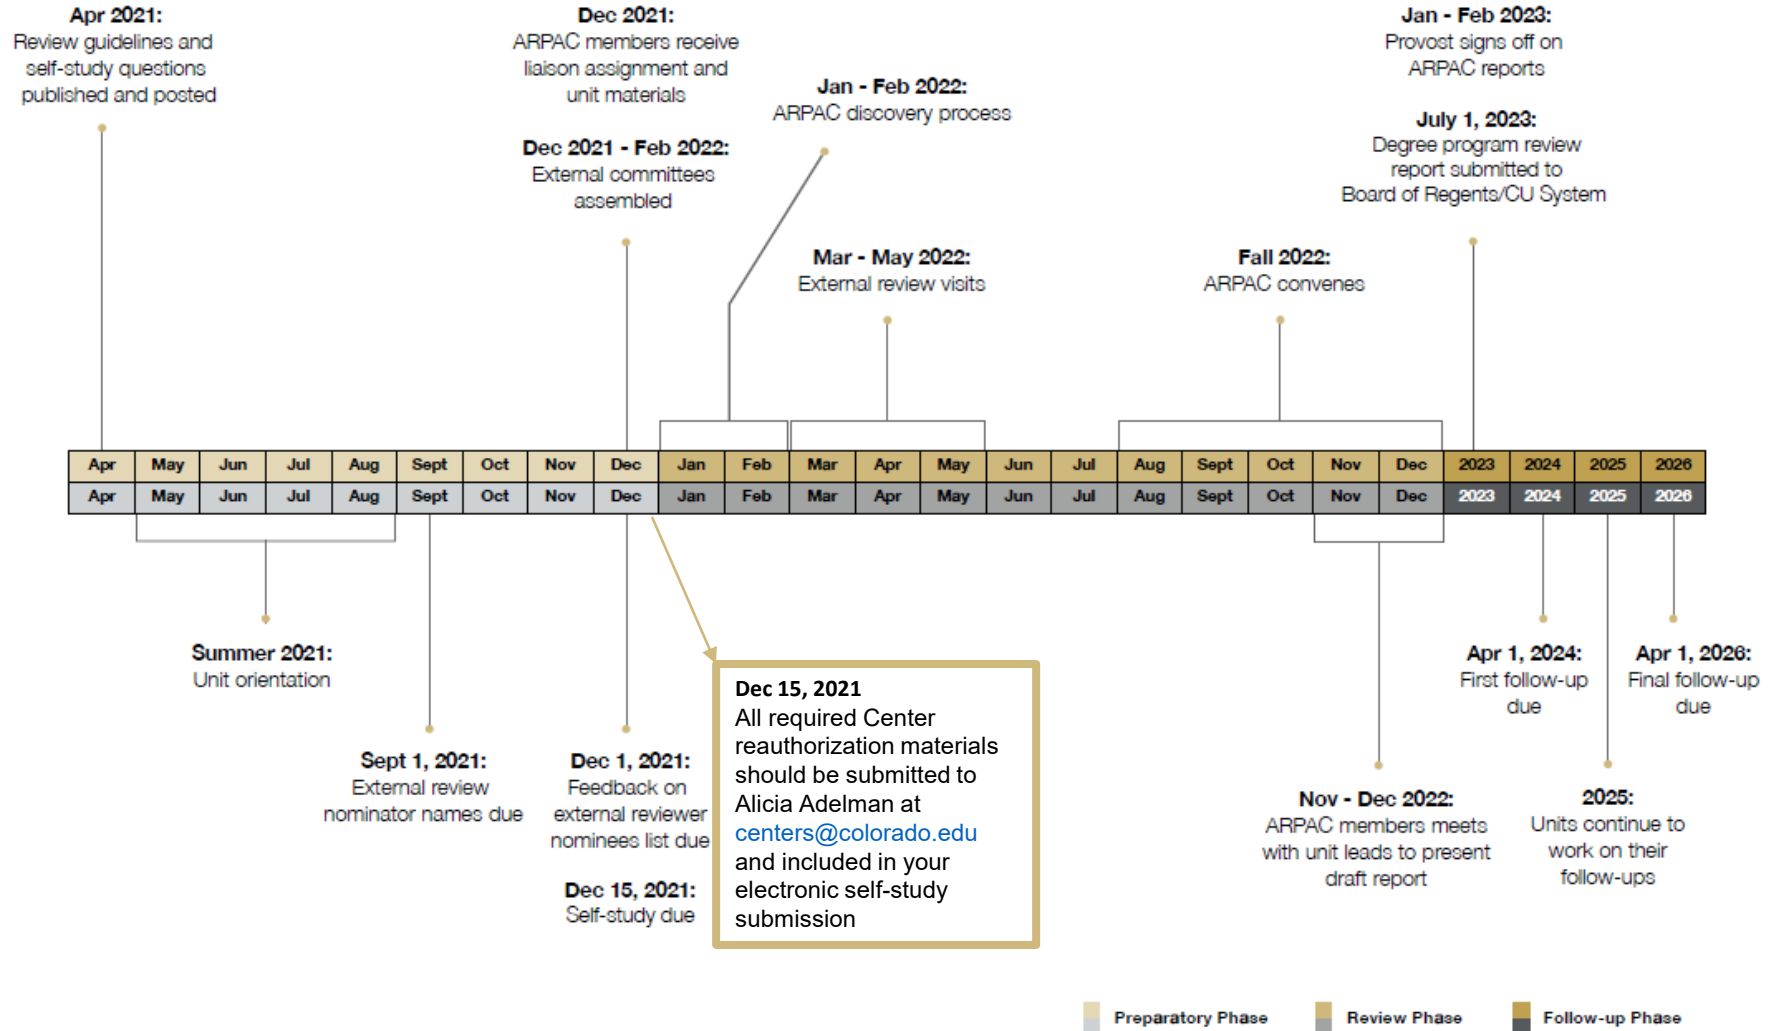 Apr 2021:
Review guidelines and
self-study questions
published and posted
Dec 2021:
ARPAC members receive
liaison assignment and
unit materials
Dec 2021 - Feb 2022:
External committees
assembled
Jan - Feb 2022:
ARPAC discovery process
Mar - May 2022:
External review visits
Fall 2022:
ARPAC convenes
Jan - Feb 2023:
Provost signs off on
ARPAC reports
July 1, 2023:
Degree program review
report submitted to
Board of Regents/CU System
Apr May Jun Jul Aug Sept Oct Nov Dec Jan Feb Mar Apr May Jun Jul Aug Sept Oct Nov Dec 2023 2024 2025 2026
Apr May Jun Jul Aug Sept Oct Nov Dec Jan Feb Mar Apr May Jun Jul Aug Sept Oct Nov Dec 2023 2024 2025 2026
Summer 2021:
Unit orientation
Sept 1, 2021:
External review
nominator names due
Dec 1, 2021:
Feedback on
external reviewer
nominees list due
Dec 15, 2021:
Self-study due
Dec 15, 2021
All required Center
reauthorization materials
should be submitted to
Alicia Adelman at
centers@colorado.edu
and included in your
electronic self-study
submission
Nov - Dec 2022:
ARPAC members meets
with unit leads to present
draft report
Apr 1, 2024:
First follow-up
due
2025:
Units continue to
work on their
follow-ups
Apr 1, 2026:
Final follow-up
due
Preparatory Phase
Review Phase
Follow-up Phase